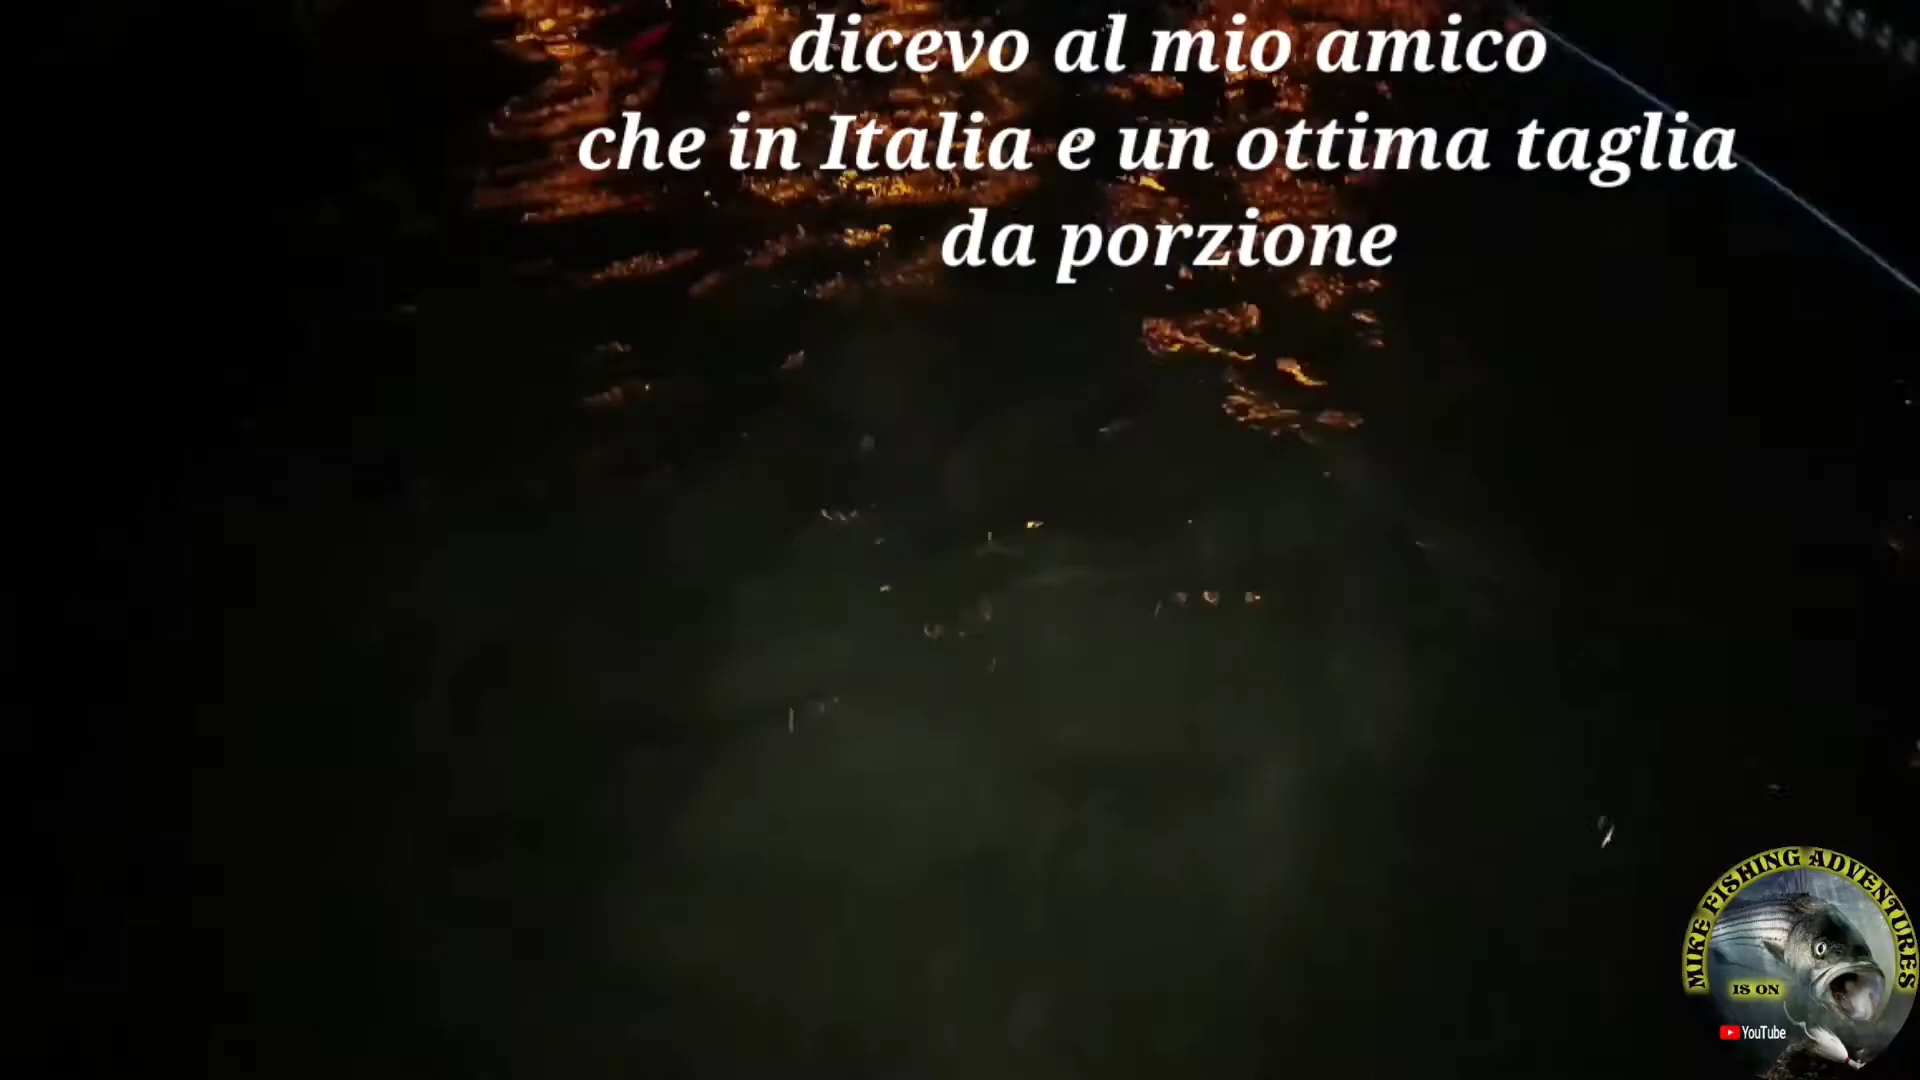 dicevo al mio amico
che in Italia e un ottima taglia
da porzione
MIKE FISHING ADVENTURES
IS ON
YouTube